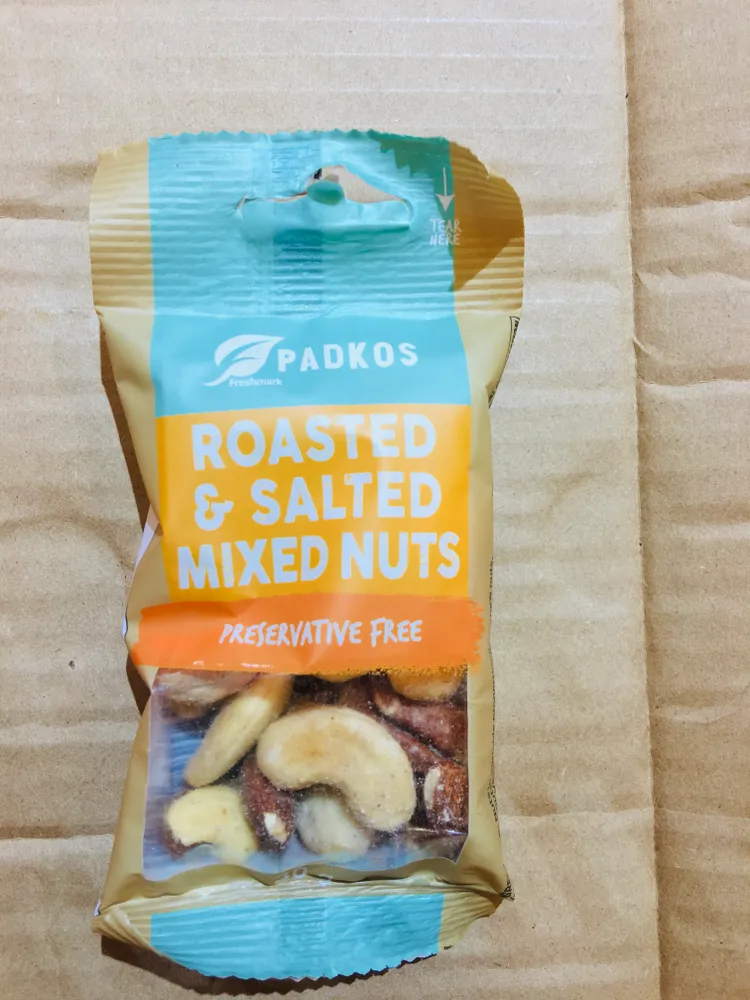 TEAR
HERE
PADKOS
Freshmark
ROASTED
& SALTED
MIXED NUTS
PRESERVATIVE FREE